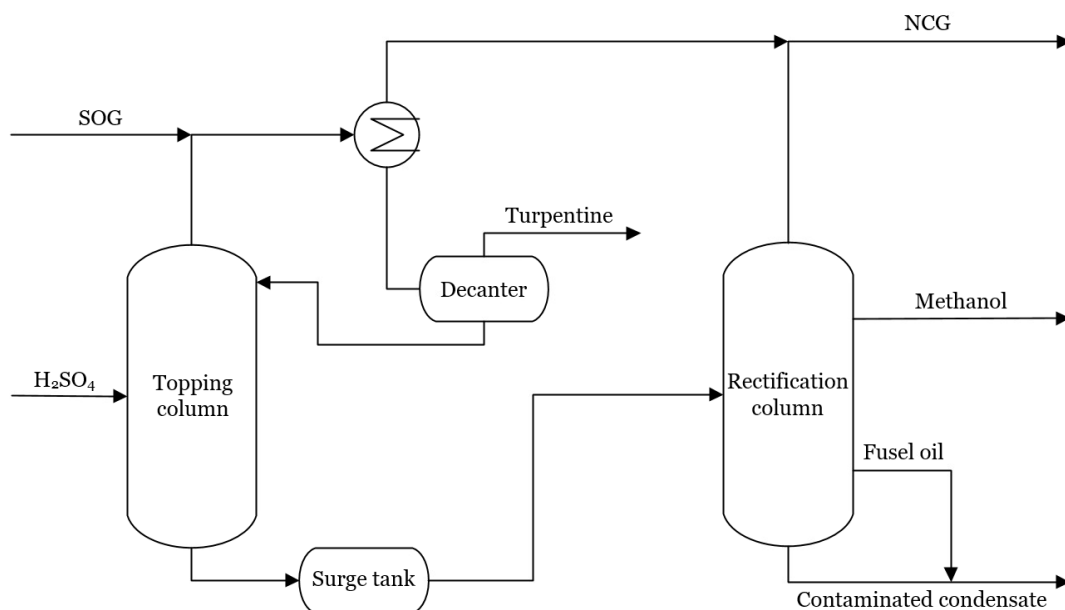 NCG
SOG
Turpentine
Decanter
Methanol
H₂SO₄
Topping
column
Rectification
column
Fusel oil
Surge tank
Contaminated condensate